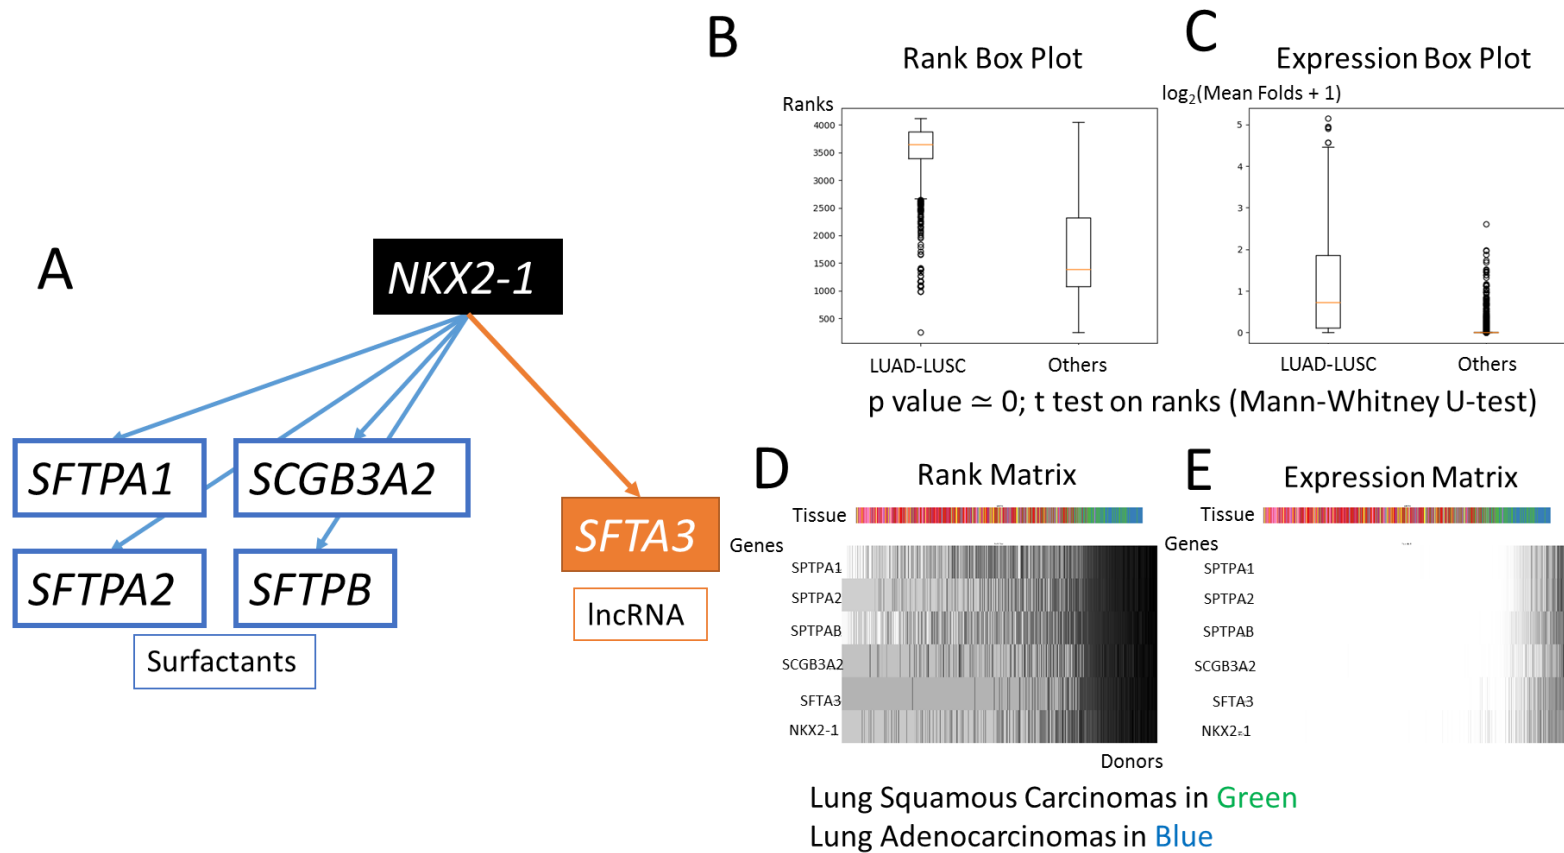 A
NKX2-1
SFTPA1
SCGB3A2
SFTPA2
SFTPB
Surfactants
SFTA3
lncRNA
B
Rank Box Plot
Ranks
4000
3500
3000
2500
2000
1500
1000
500
LUAD-LUSC
Others
C
Expression Box Plot
log₂(Mean Folds + 1)
5
4
3
2
1
0
LUAD-LUSC
Others
p value ≃ 0; t test on ranks (Mann-Whitney U-test)
D
Rank Matrix
Tissue
Genes
SPTPA1
SPTPA2
SPTPAB
SCGB3A2
SFTA3
NKX2-1
Donors
E
Expression Matrix
Tissue
Genes
SPTPA1
SPTPA2
SPTPAB
SCGB3A2
SFTA3
NKX2-1
Lung Squamous Carcinomas in Green
Lung Adenocarcinomas in Blue